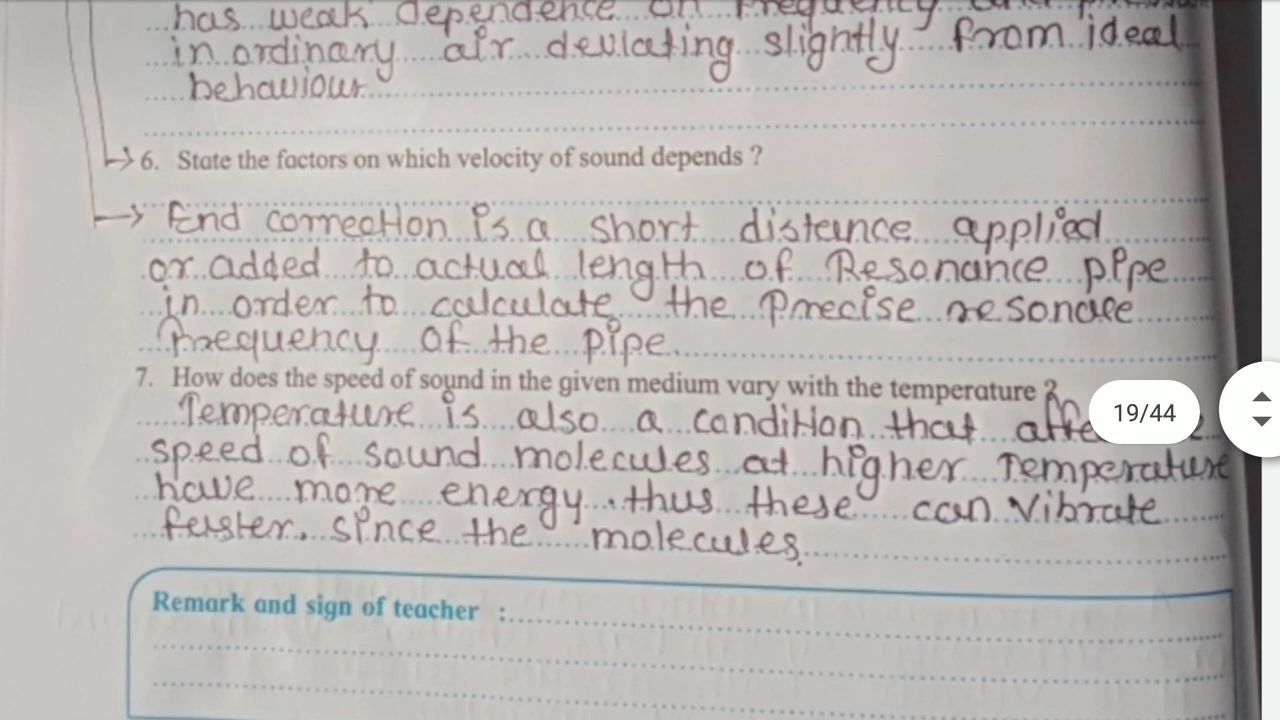 has weak dependence on frequency and
in ordinary air deviating slightly from ideal
behaviour
6. State the factors on which velocity of sound depends ?
End correction is a short distance applied
or added to actual length of Resonance pipe
in order to calculate the Precise resonace
frequency of the pipe
7. How does the speed of sound in the given medium vary with the temperature ?
Temperature is also a condition that
19/44
speed of sound molecules at higher Temperature
have more energy. thus these can vibrate
faster. since the molecules.
Remark and sign of teacher :